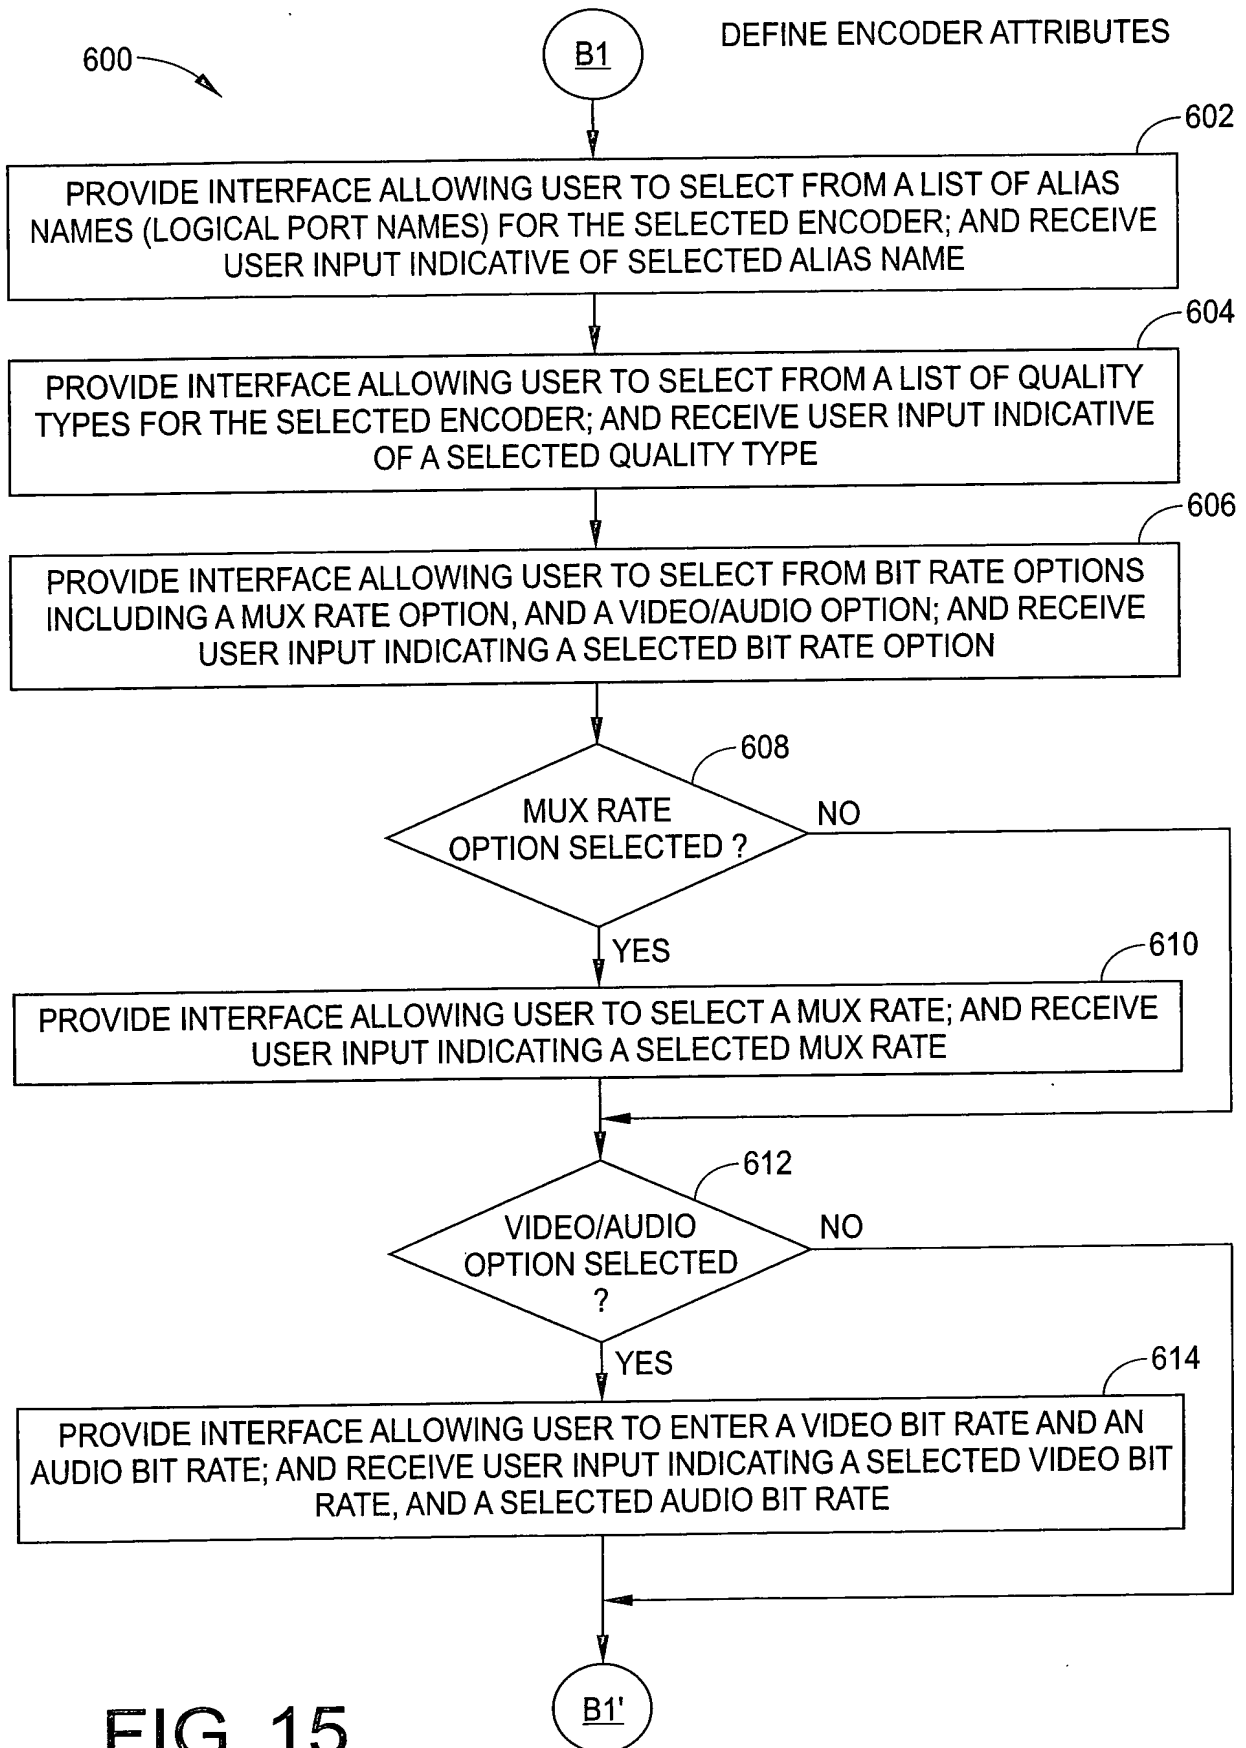 DEFINE ENCODER ATTRIBUTES
B1
600
602
PROVIDE INTERFACE ALLOWING USER TO SELECT FROM A LIST OF ALIAS
NAMES (LOGICAL PORT NAMES) FOR THE SELECTED ENCODER; AND RECEIVE
USER INPUT INDICATIVE OF SELECTED ALIAS NAME
604
PROVIDE INTERFACE ALLOWING USER TO SELECT FROM A LIST OF QUALITY
TYPES FOR THE SELECTED ENCODER; AND RECEIVE USER INPUT INDICATIVE
OF A SELECTED QUALITY TYPE
606
PROVIDE INTERFACE ALLOWING USER TO SELECT FROM BIT RATE OPTIONS
INCLUDING A MUX RATE OPTION, AND A VIDEO/AUDIO OPTION; AND RECEIVE
USER INPUT INDICATING A SELECTED BIT RATE OPTION
608
MUX RATE
OPTION SELECTED ?
NO
YES
610
PROVIDE INTERFACE ALLOWING USER TO SELECT A MUX RATE; AND RECEIVE
USER INPUT INDICATING A SELECTED MUX RATE
612
VIDEO/AUDIO
OPTION SELECTED
?
NO
YES
614
PROVIDE INTERFACE ALLOWING USER TO ENTER A VIDEO BIT RATE AND AN
AUDIO BIT RATE; AND RECEIVE USER INPUT INDICATING A SELECTED VIDEO BIT
RATE, AND A SELECTED AUDIO BIT RATE
B1'
FIG. 15